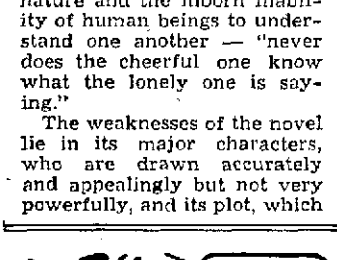 nature and the inborn inabil-
ity of human beings to under-
stand one another — "never
does the cheerful one know
what the lonely one is say-
ing."
The weaknesses of the novel
lie in its major characters,
who are drawn accurately
and appealingly but not very
powerfully, and its plot, which